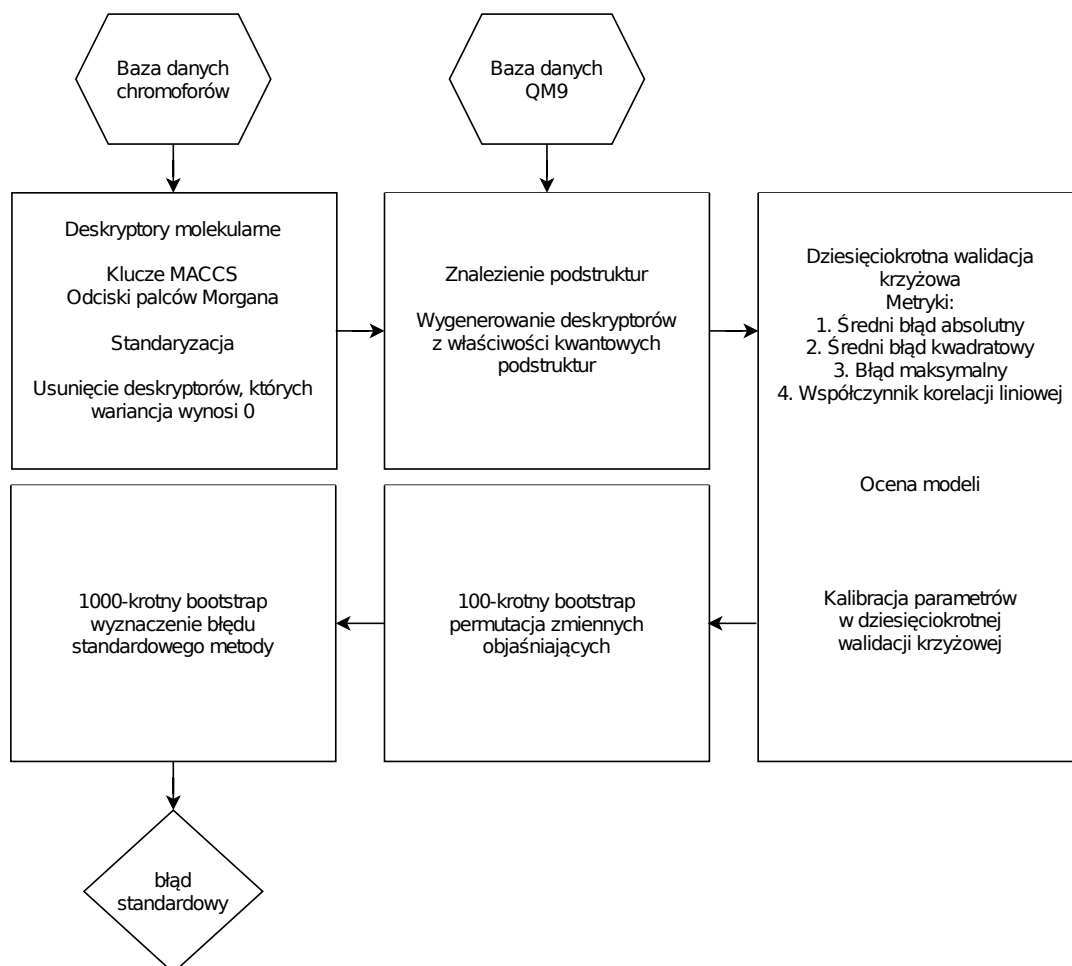 Baza danych
chromoforów
Baza danych
QM9
Deskryptory molekularne
Klucze MACCS
Odciski palców Morgana
Standaryzacja
Usunięcie deskryptorów, których
wariancja wynosi 0
Znalezienie podstruktur
Wygenerowanie deskryptorów
z właściwości kwantowych
podstruktur
Dziesięciokrotna walidacja
krzyżowa
Metryki:
1. Średni błąd absolutny
2. Średni błąd kwadratowy
3. Błąd maksymalny
4. Współczynnik korelacji liniowej
Ocena modeli
Kalibracja parametrów
w dziesięciokrotnej
walidacji krzyżowej
100-krotny bootstrap
permutacja zmiennych
objaśniających
1000-krotny bootstrap
wyznaczenie błędu
standardowego metody
błąd
standardowy